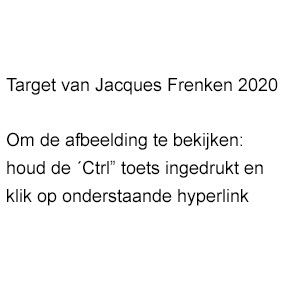 Target van Jacques Frenken 2020
Om de afbeelding te bekijken:
houd de ´Ctrl” toets ingedrukt en
klik op onderstaande hyperlink